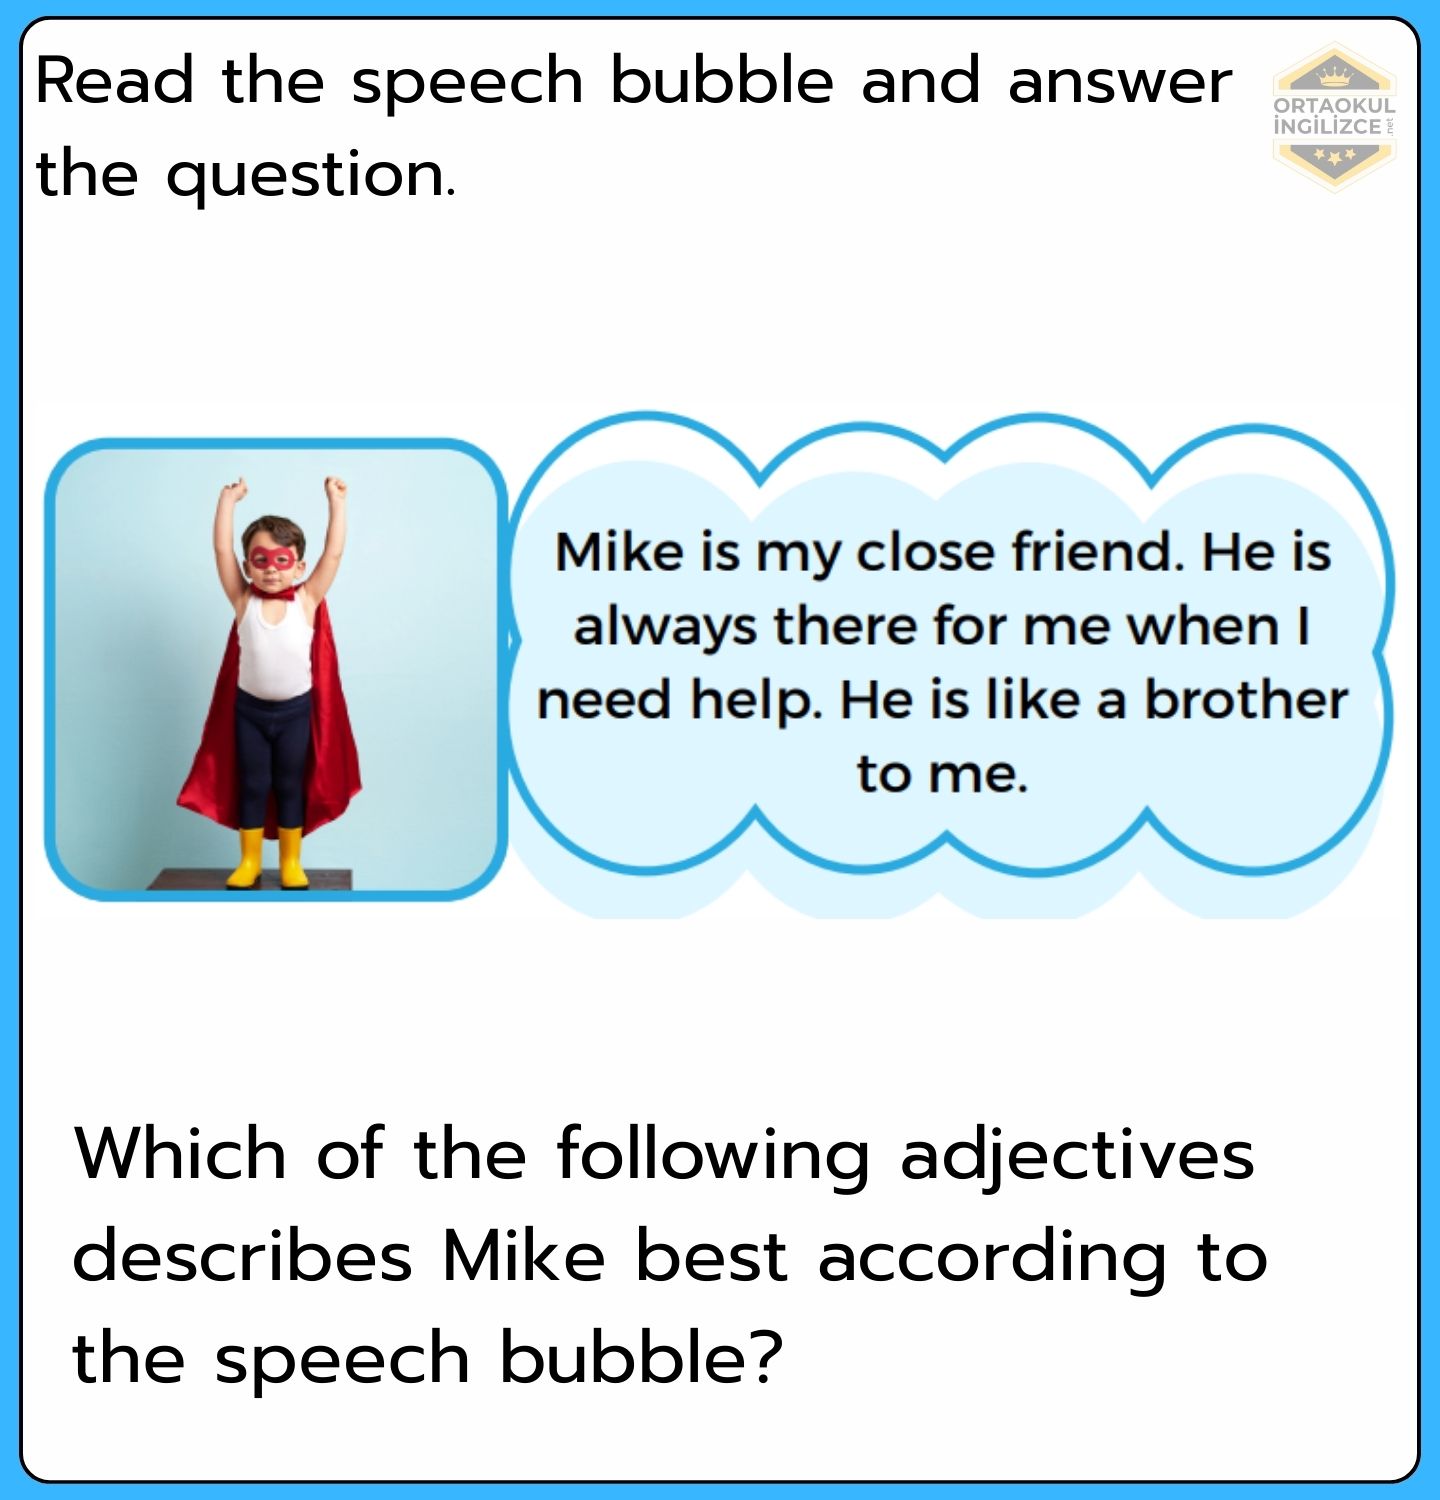 Read the speech bubble and answer
the question.
ORTAOKUL
İNGİLİZCE
.net
Mike is my close friend. He is
always there for me when I
need help. He is like a brother
to me.
Which of the following adjectives
describes Mike best according to
the speech bubble?